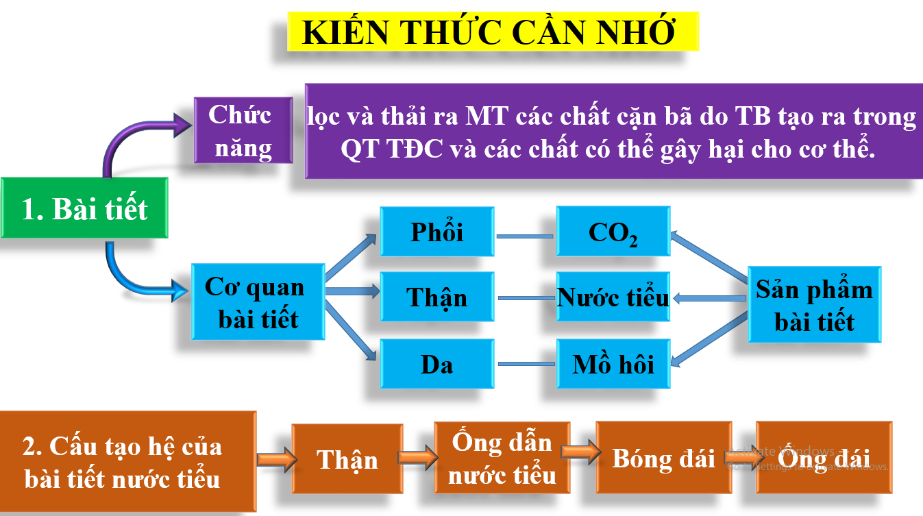 KIẾN THỨC CẦN NHỚ
Chức
năng
lọc và thải ra MT các chất cặn bã do TB tạo ra trong
QT TĐC và các chất có thể gây hại cho cơ thể.
1. Bài tiết
Cơ quan
bài tiết
Phổi
CO₂
Thận
Nước tiểu
Da
Mồ hôi
Sản phẩm
bài tiết
2. Cấu tạo hệ của
bài tiết nước tiểu
Thận
Ống dẫn
nước tiểu
Bóng đái
Ống đái